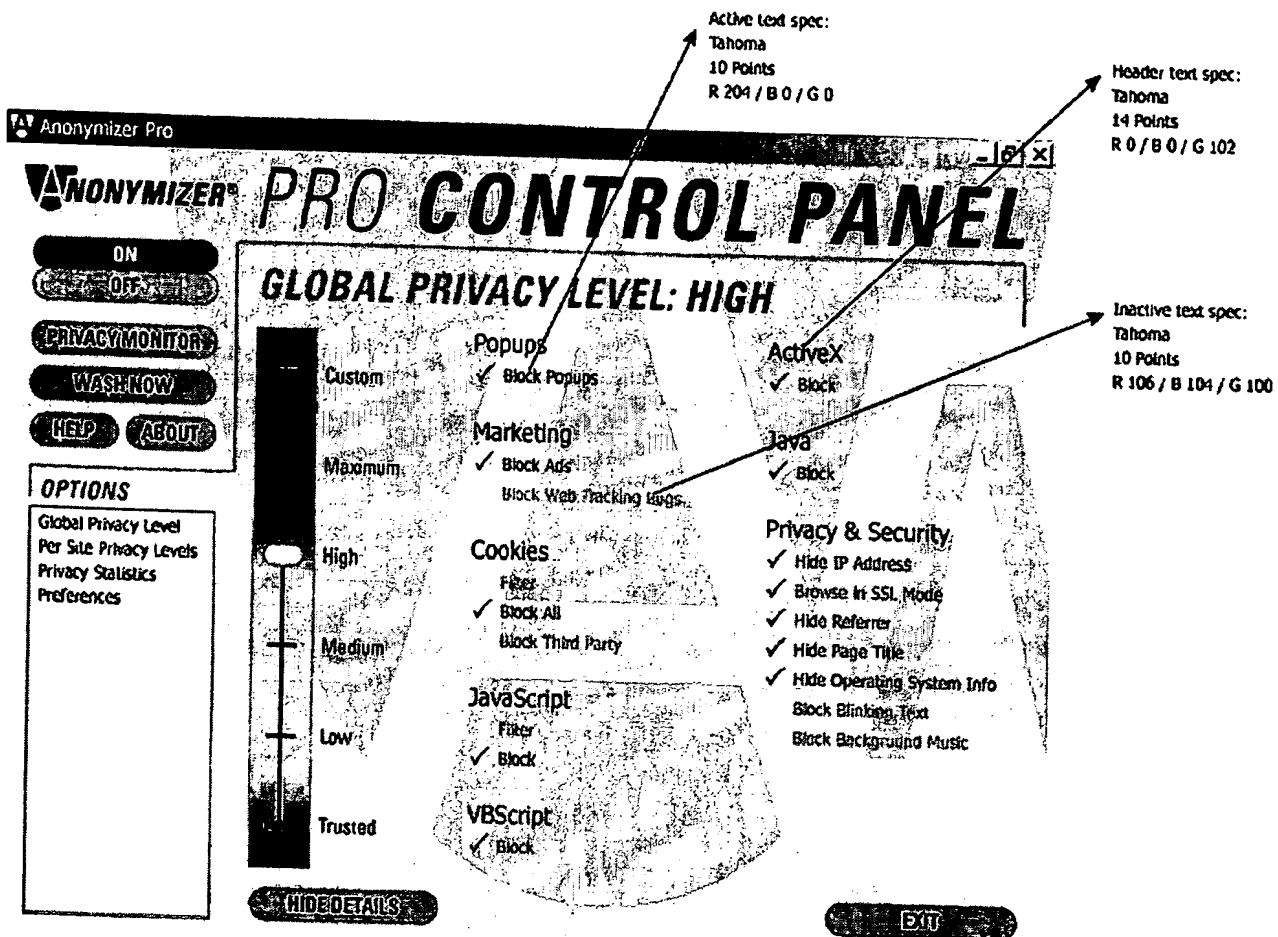 Active text spec:
Tahoma
10 Points
R 204 / B 0 / G 0
Header text spec:
Tahoma
14 Points
R 0 / B 0 / G 102
Anonymizer Pro
ANONYMIZER®
PRO CONTROL PANEL
ON
OFF
PRIVACY MONITOR
WASH NOW
HELP
ABOUT
OPTIONS
Global Privacy Level
Per Site Privacy Levels
Privacy Statistics
Preferences
GLOBAL PRIVACY LEVEL: HIGH
Custom
Maximum
High
Medium
Low
Trusted
Popups
✓ Block Popups
Marketing
✓ Block Ads
Block Web Tracking Bugs
Cookies
Filter
✓ Block All
Block Third Party
JavaScript
Filter
✓ Block
VBScript
✓ Block
ActiveX
✓ Block
Java
✓ Block
Privacy & Security
✓ Hide IP Address
✓ Browse in SSL Mode
✓ Hide Referrer
✓ Hide Page Title
✓ Hide Operating System Info
Block Blinking Text
Block Background Music
Inactive text spec:
Tahoma
10 Points
R 106 / B 104 / G 100
HIDE DETAILS
EXIT